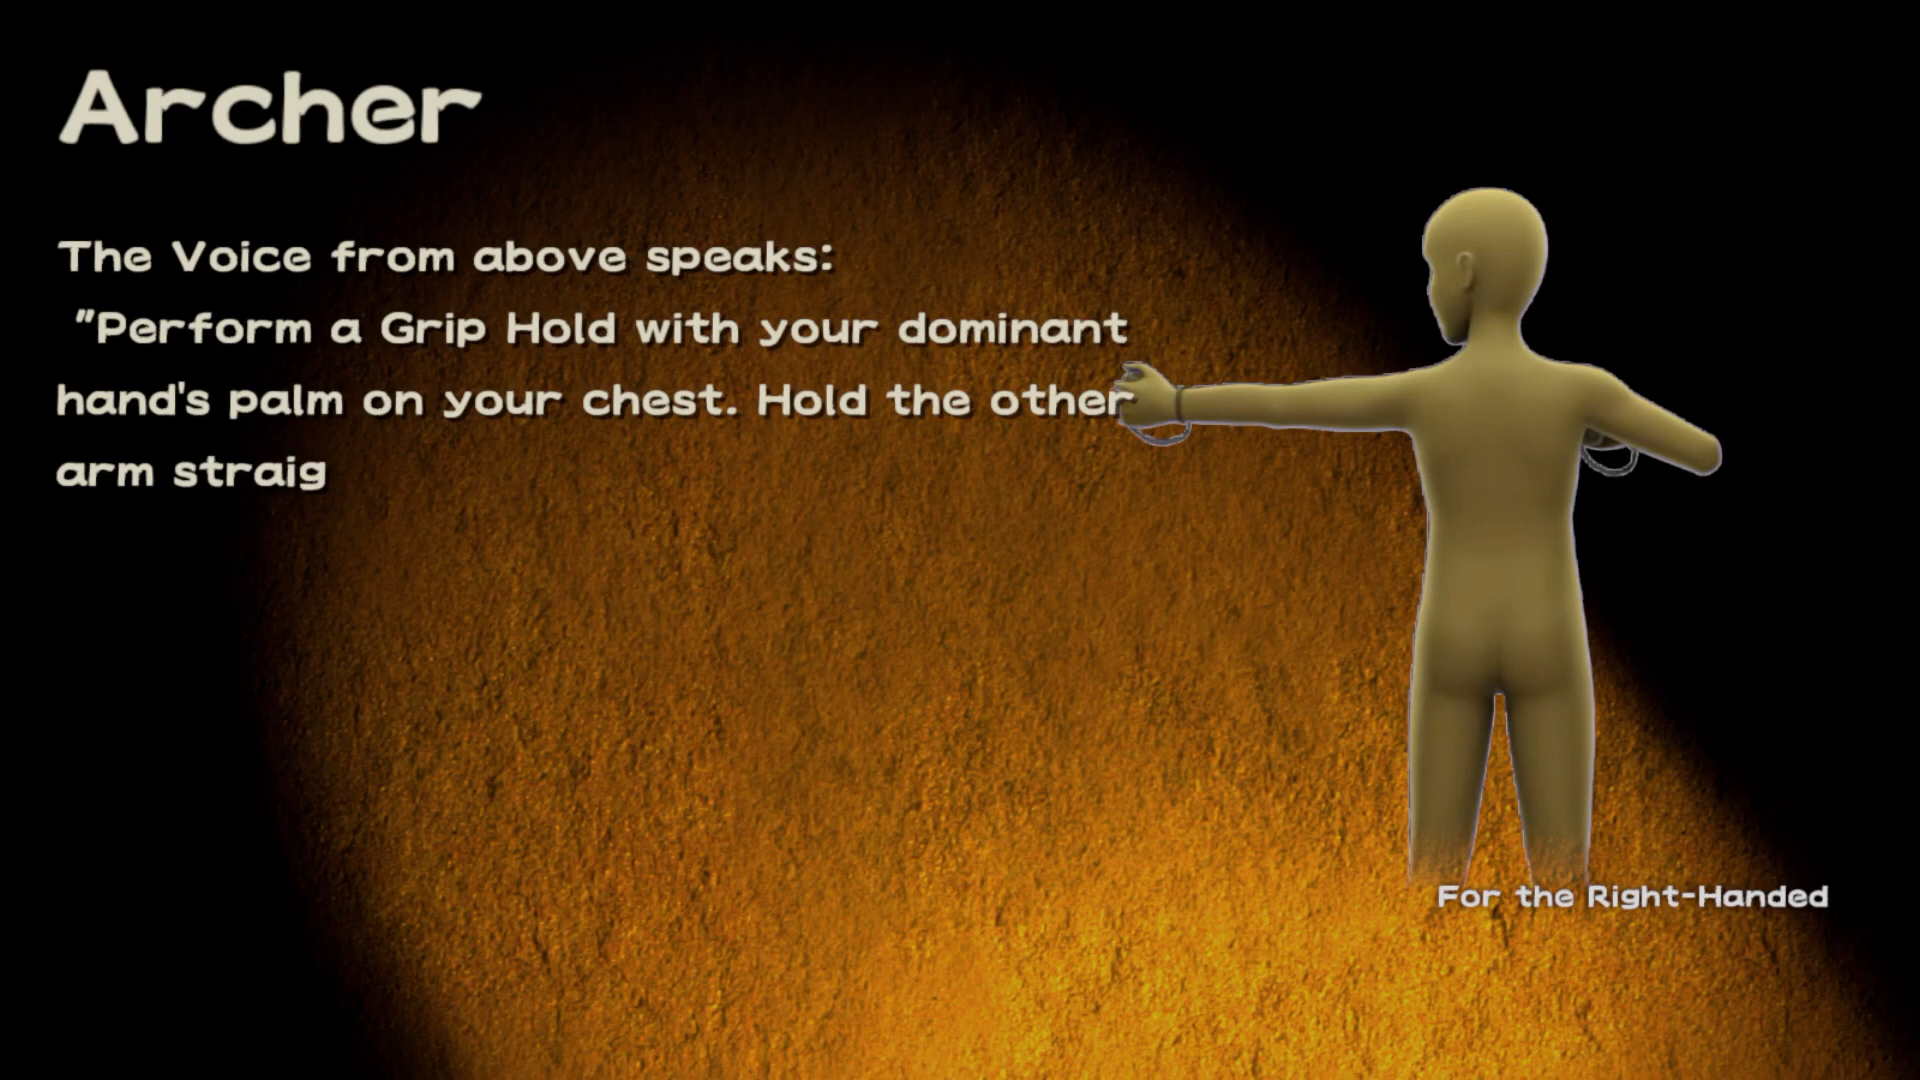 Archer
The Voice from above speaks:
"Perform a Grip Hold with your dominant
hand's palm on your chest. Hold the other
arm straig
For the Right-Handed